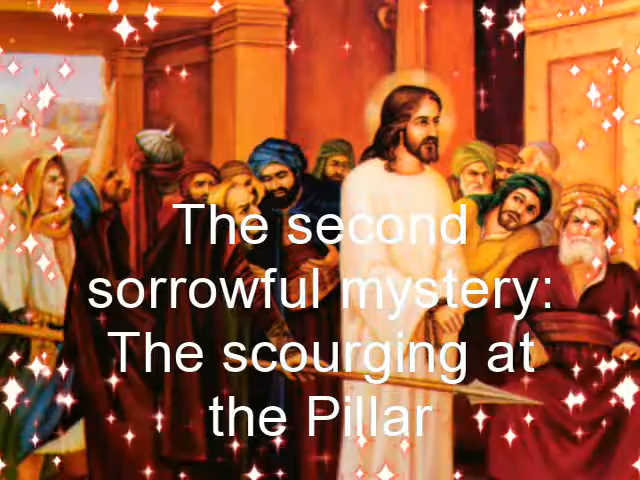 The second
sorrowful mystery:
The scourging at
the Pillar